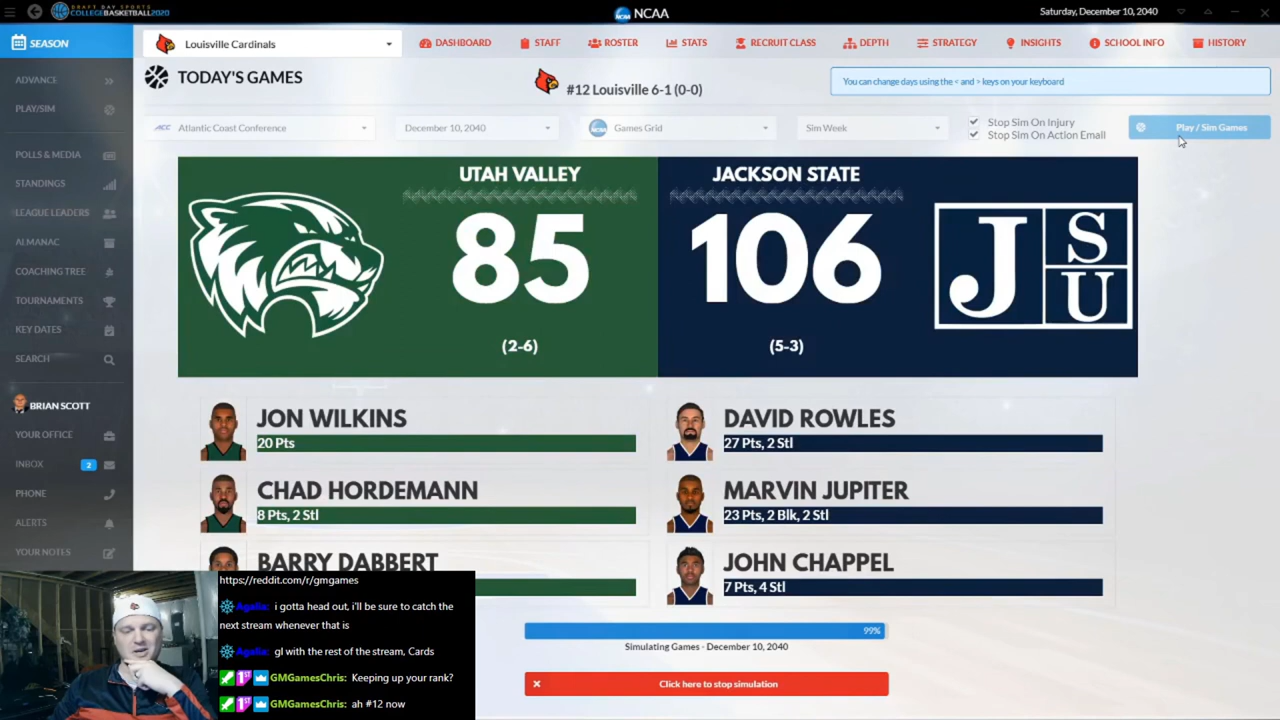 DRAFT DAY SPORTS
COLLEGE BASKETBALL 2020
NCAA
Saturday, December 10, 2040
SEASON
Louisville Cardinals
DASHBOARD
STAFF
ROSTER
STATS
RECRUIT CLASS
DEPTH
STRATEGY
INSIGHTS
SCHOOL INFO
HISTORY
ADVANCE
PLAY/SIM
POLLS & MEDIA
STANDINGS
LEAGUE LEADERS
ALMANAC
COACHING TREE
TOURNAMENTS
KEY DATES
SEARCH
BRIAN SCOTT
YOUR OFFICE
INBOX 2
PHONE
ALERTS
YOUR NOTES
TODAY'S GAMES
#12 Louisville 6-1 (0-0)
You can change days using the < and > keys on your keyboard
ACC Atlantic Coast Conference
December 10, 2040
NCAA Games Grid
Sim Week
Stop Sim On Injury
Stop Sim On Action Email
Play / Sim Games
UTAH VALLEY
85
(2-6)
JACKSON STATE
106
(5-3)
J S U
JON WILKINS
20 Pts
DAVID ROWLES
27 Pts, 2 Stl
CHAD HORDEMANN
8 Pts, 2 Stl
MARVIN JUPITER
23 Pts, 2 Blk, 2 Stl
BARRY DABBERT
JOHN CHAPPEL
7 Pts, 4 Stl
https://reddit.com/r/gmgames
Agalia: i gotta head out, i'll be sure to catch the
next stream whenever that is
Agalia: gl with the rest of the stream, Cards
1st GMGamesChris: Keeping up your rank?
1st GMGamesChris: ah #12 now
99%
Simulating Games - December 10, 2040
Click here to stop simulation